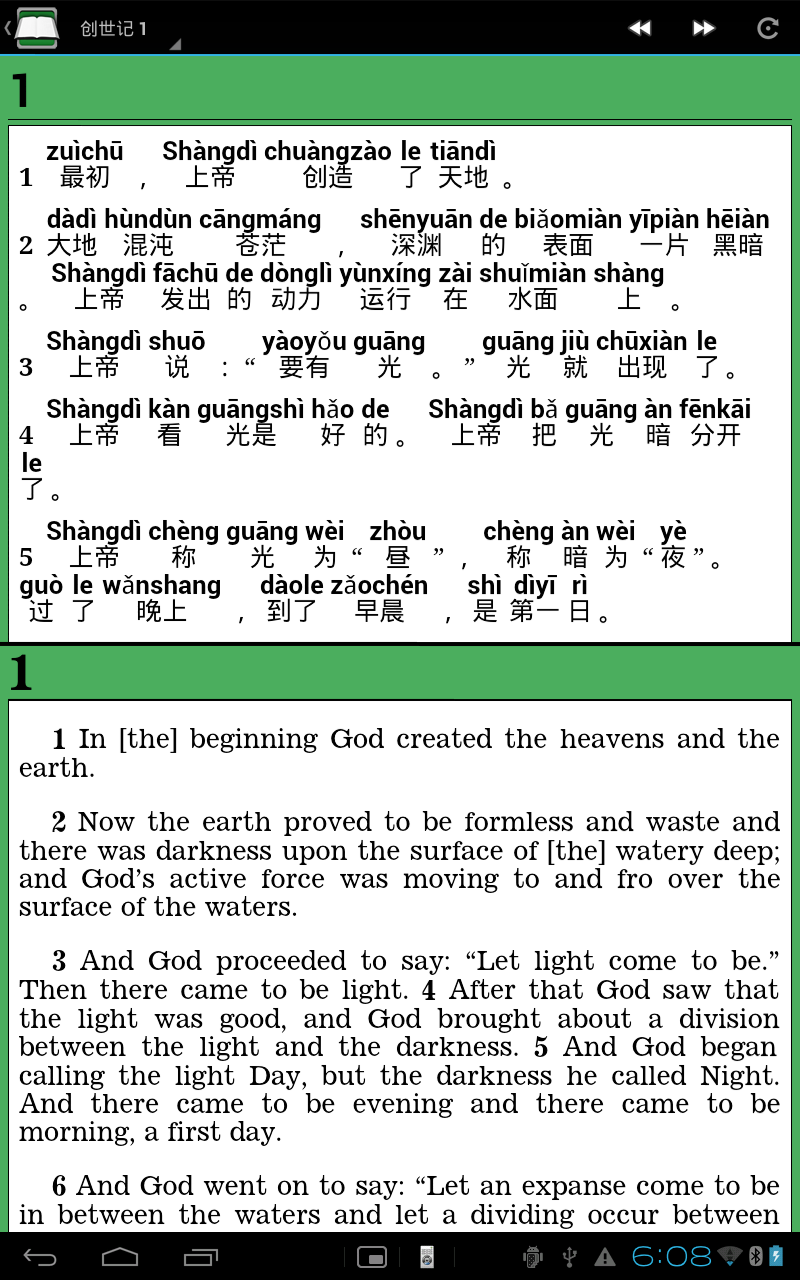 创世记 1
1
zuìchū Shàngdì chuàngzào le tiāndì
1 最初 ， 上帝 创造 了 天地 。
dàdì hùndùn cāngmáng shēnyuān de biǎomiàn yīpiàn hēiàn
2 大地 混沌 苍茫 ， 深渊 的 表面 一片 黑暗
Shàngdì fāchū de dònglì yùnxíng zài shuǐmiàn shàng
。 上帝 发出 的 动力 运行 在 水面 上 。
Shàngdì shuō yàoyǒu guāng guāng jiù chūxiàn le
3 上帝 说 ：“ 要有 光 。” 光 就 出现 了 。
Shàngdì kàn guāngshì hǎo de Shàngdì bǎ guāng àn fēnkāi
4 上帝 看 光是 好 的 。 上帝 把 光 暗 分开
le
了 。
Shàngdì chèng guāng wèi zhòu chèng àn wèi yè
5 上帝 称 光 为 “ 昼 ” ， 称 暗 为 “ 夜 ” 。
guò le wǎnshang dàole zǎochén shì dìyī rì
过 了 晚上 ， 到了 早晨 ， 是 第一 日 。
1
1 In [the] beginning God created the heavens and the
earth.
2 Now the earth proved to be formless and waste and
there was darkness upon the surface of [the] watery deep;
and God’s active force was moving to and fro over the
surface of the waters.
3 And God proceeded to say: “Let light come to be.”
Then there came to be light. 4 After that God saw that
the light was good, and God brought about a division
between the light and the darkness. 5 And God began
calling the light Day, but the darkness he called Night.
And there came to be evening and there came to be
morning, a first day.
6 And God went on to say: “Let an expanse come to be
in between the waters and let a dividing occur between
6:08